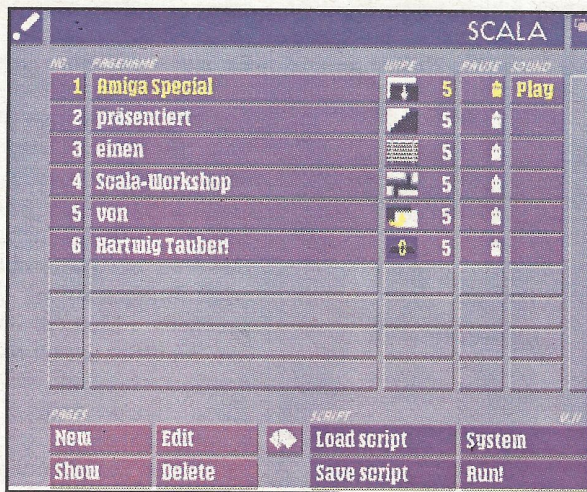 SCALA
NO. PAGENAME WIPE PAUSE SOUND
1 Amiga Special 5 Play
2 präsentiert 5
3 einen 5
4 Scala-Workshop 5
5 von 5
6 Hartwig Tauber! 5
PAGES SCRIPT
New Edit Load script System
Show Delete Save script Run!